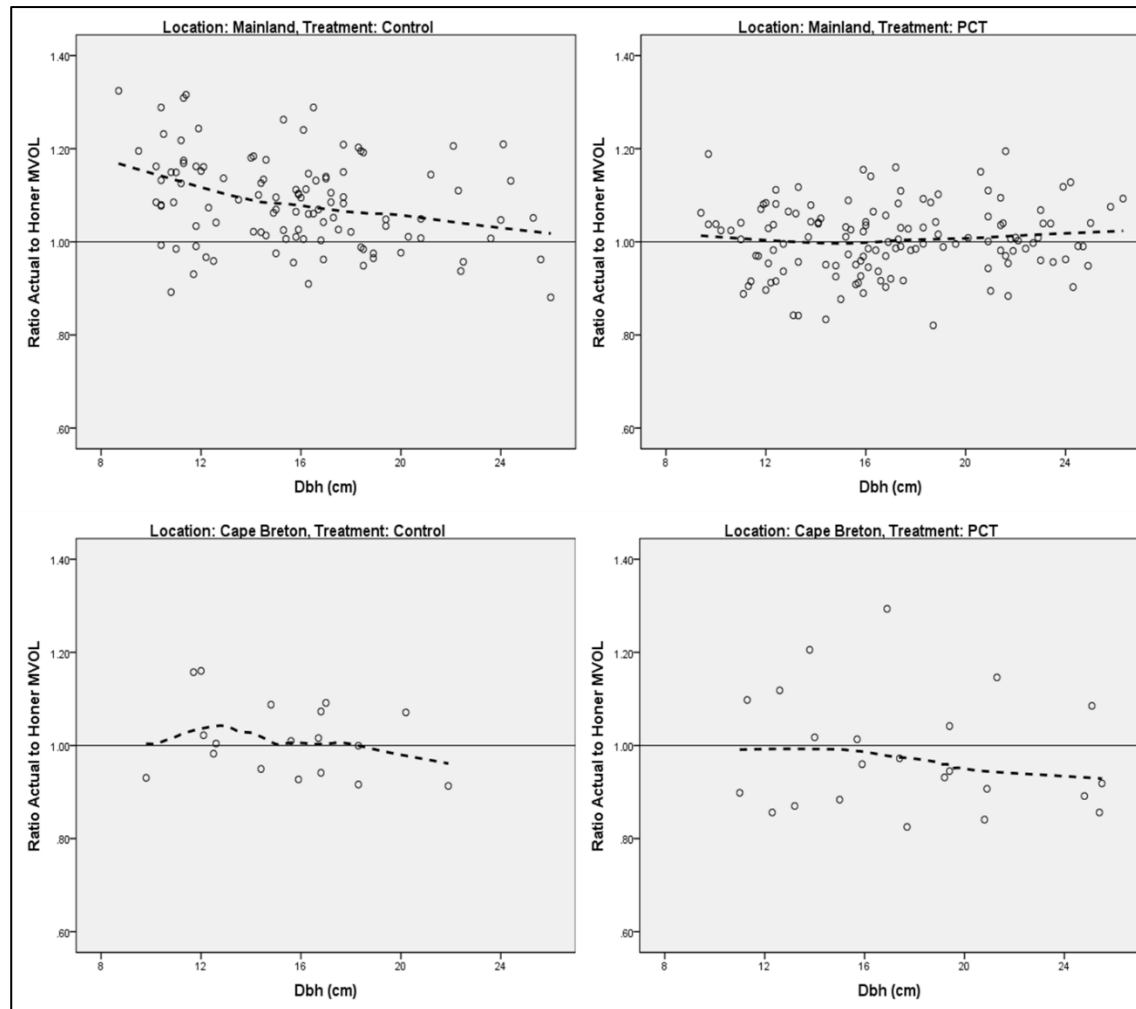 Location: Mainland, Treatment: Control
Ratio Actual to Honer MVOL
1.40
1.20
1.00
.80
.60
8 12 16 20 24
Dbh (cm)
Location: Mainland, Treatment: PCT
Ratio Actual to Honer MVOL
1.40
1.20
1.00
.80
.60
8 12 16 20 24
Dbh (cm)
Location: Cape Breton, Treatment: Control
Ratio Actual to Honer MVOL
1.40
1.20
1.00
.80
.60
8 12 16 20 24
Dbh (cm)
Location: Cape Breton, Treatment: PCT
Ratio Actual to Honer MVOL
1.40
1.20
1.00
.80
.60
8 12 16 20 24
Dbh (cm)